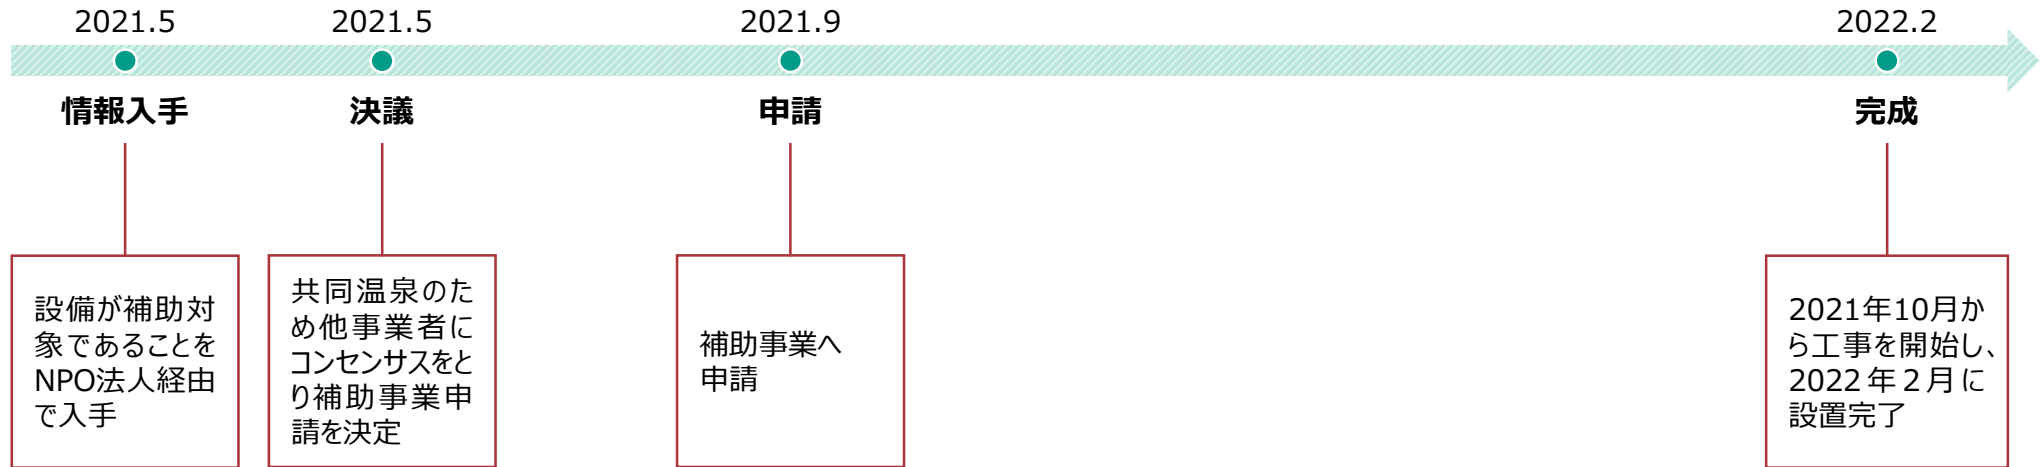 2021.5
2021.5
2021.9
2022.2
情報入手
決議
申請
完成
設備が補助対
象であることを
NPO法人経由
で入手
共同温泉のた
め他事業者に
コンセンサスをと
り補助事業申
請を決定
補助事業へ
申請
2021年10月か
ら工事を開始し、
2022年2月に
設置完了